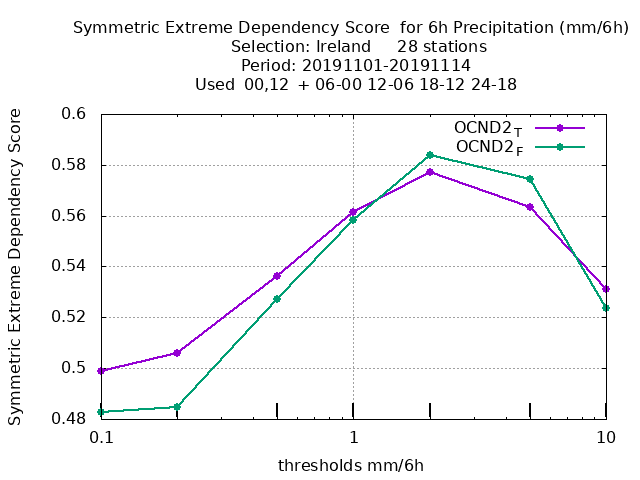 Symmetric Extreme Dependency Score  for 6h Precipitation (mm/6h)
Selection: Ireland     28 stations
Period: 20191101-20191114
Used  00,12  + 06-00 12-06 18-12 24-18
Symmetric Extreme Dependency Score
0.6
0.58
0.56
0.54
0.52
0.5
0.48
OCND2T
OCND2F
0.1
1
10
thresholds mm/6h